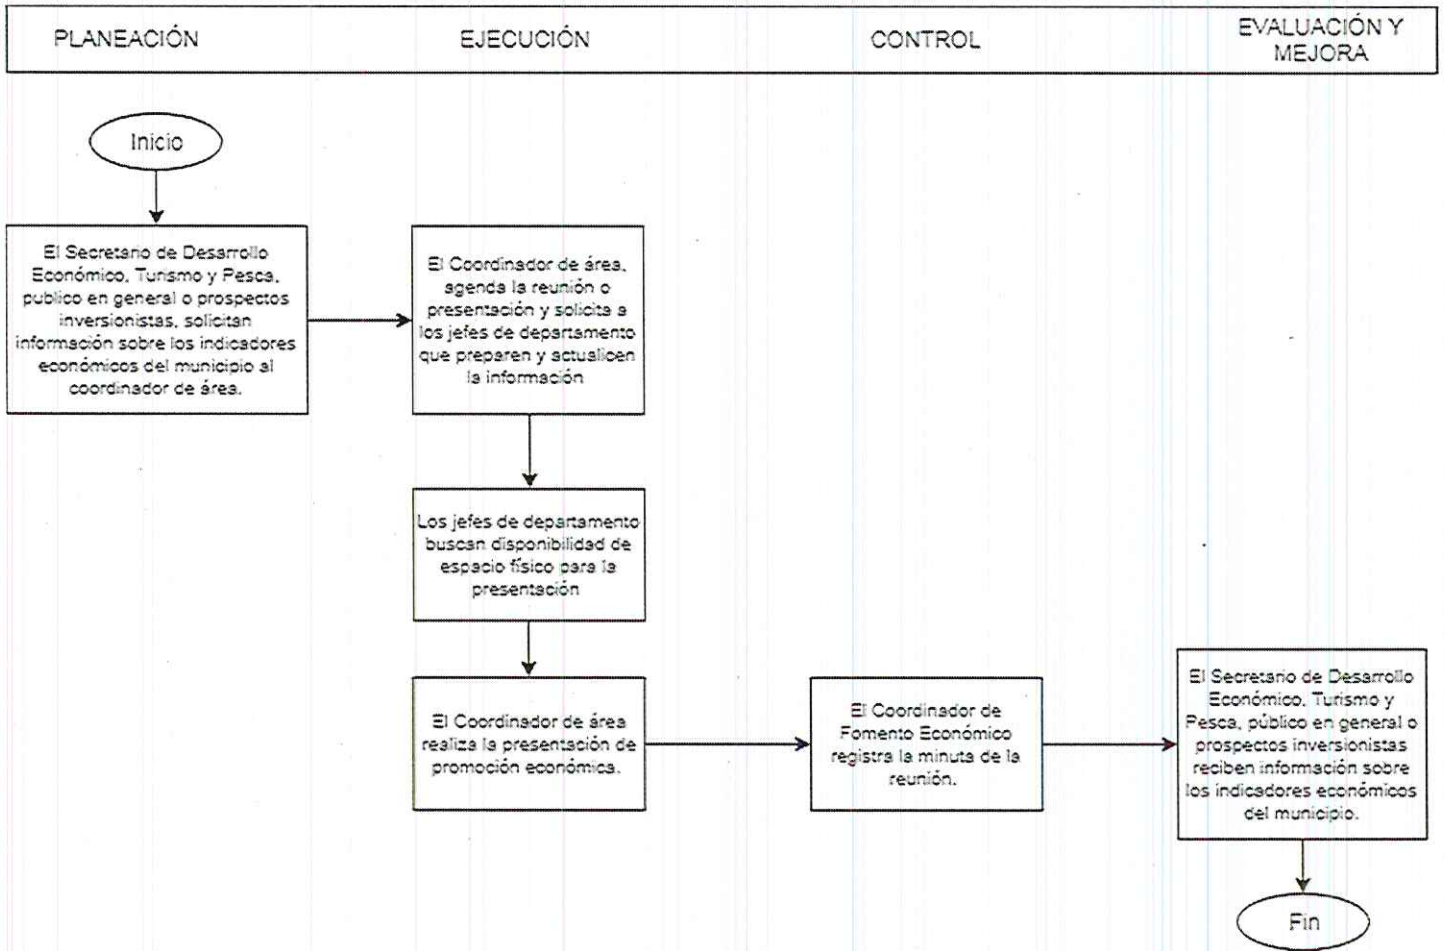 PLANEACIÓN
EJECUCIÓN
CONTROL
EVALUACIÓN Y
MEJORA
Inicio
El Secretario de Desarrollo
Económico, Turismo y Pesca,
publico en general o prospectos
inversionistas, solicitan
información sobre los indicadores
económicos del municipio al
coordinador de área.
El Coordinador de área,
agenda la reunión o
presentación y solicita a
los jefes de departamento
que preparen y actualicen
la información
Los jefes de departamento
buscan disponibilidad de
espacio físico para la
presentación
El Coordinador de área
realiza la presentación de
promoción económica.
El Coordinador de
Fomento Económico
registra la minuta de la
reunión.
El Secretario de Desarrollo
Económico, Turismo y
Pesca, público en general o
prospectos inversionistas
reciben información sobre
los indicadores económicos
del municipio.
Fin